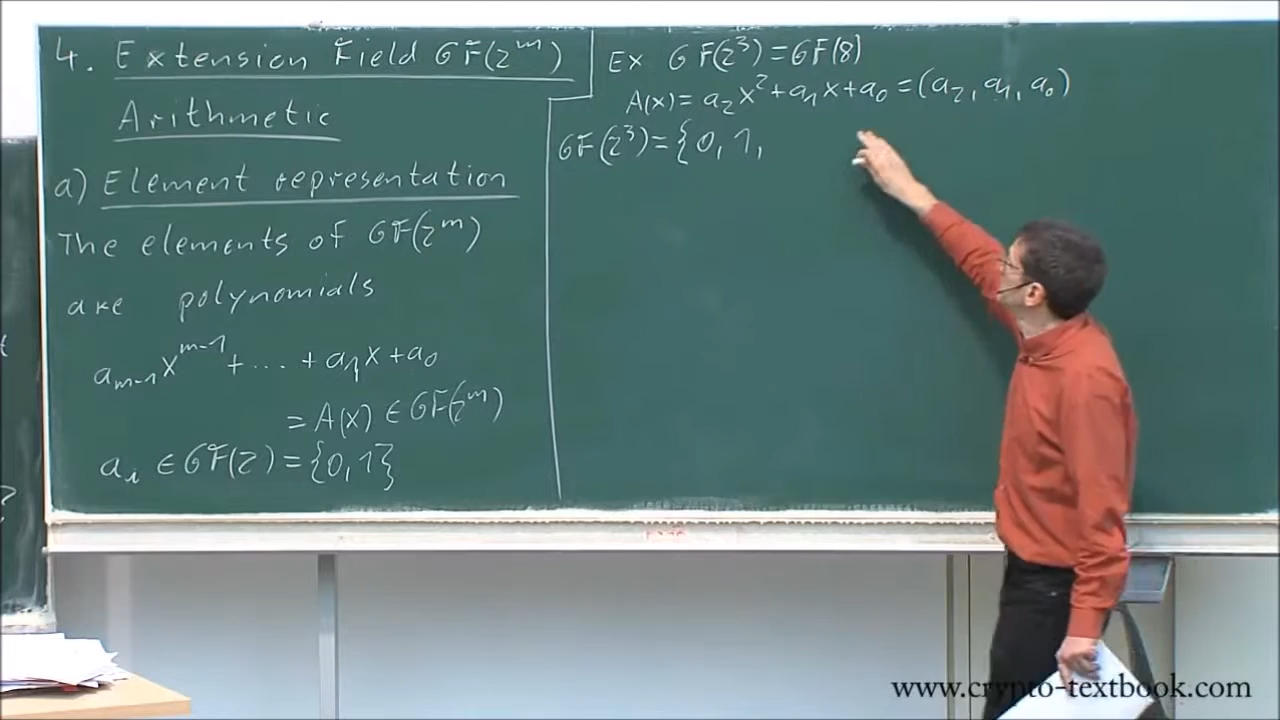 4. Extension Field GF(2^m)
Arithmetic
a) Element representation
The elements of GF(2^m)
are polynomials
a_{m-1}x^{m-1} + ... + a_1x + a_0
= A(x) ∈ GF(2^m)
a_i ∈ GF(2) = {0,1}
Ex GF(2^3) = GF(8)
A(x) = a_2x^2 + a_1x + a_0 = (a_2, a_1, a_0)
GF(2^3) = {0, 1,
?
www.crypto-textbook.com